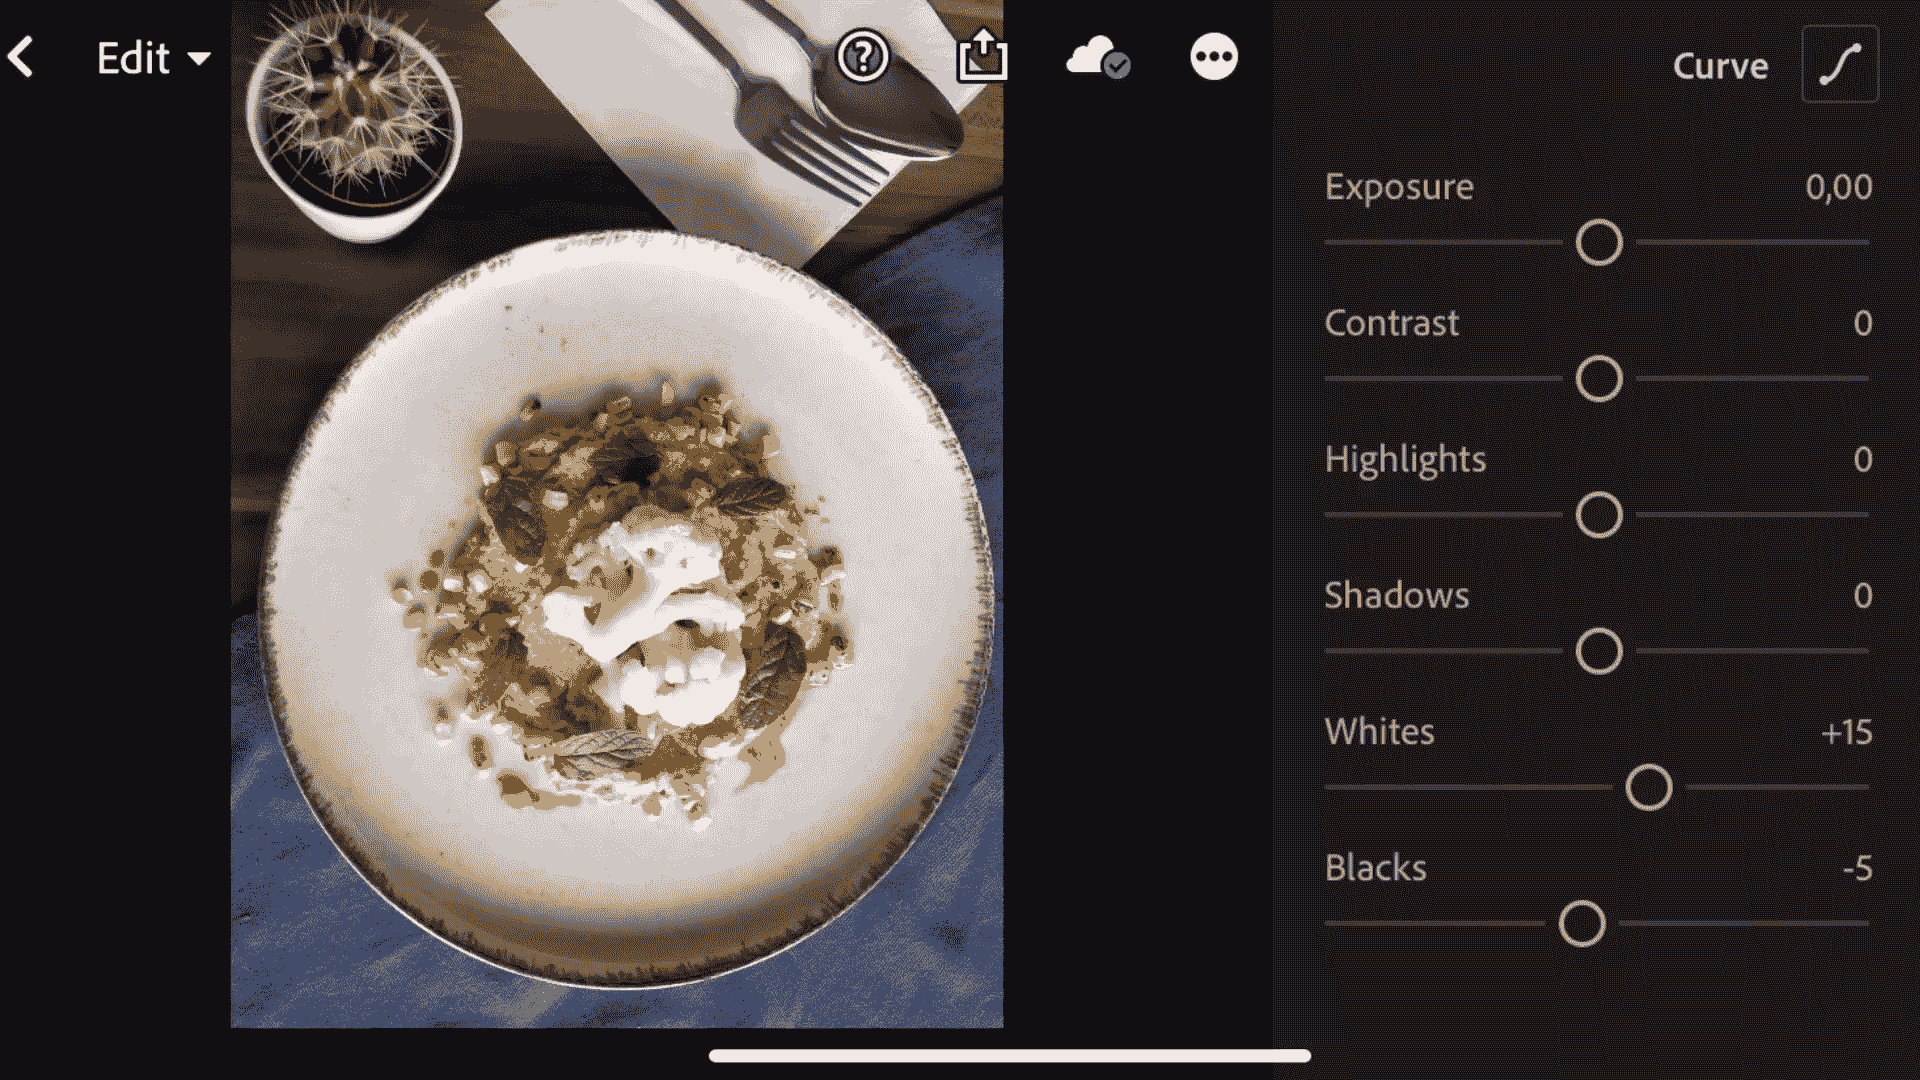 Edit
?
Curve
Exposure 0,00
Contrast 0
Highlights 0
Shadows 0
Whites +15
Blacks -5